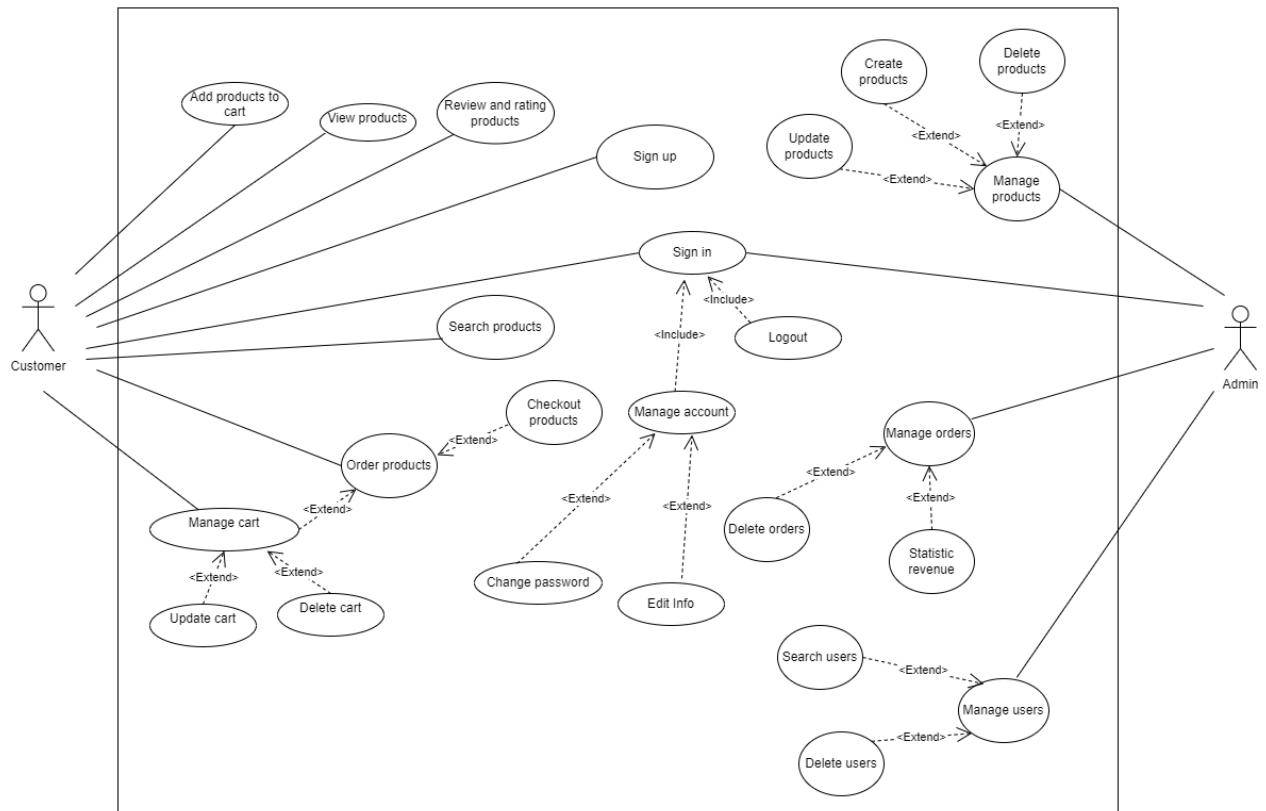 Create
products
Delete
products
Add products to
cart
View products
Review and rating
products
Sign up
Update
products
<Extend>
<Extend>
<Extend>
Manage
products
Sign in
<Include>
Search products
<Include>
Logout
Customer
Admin
Checkout
products
Manage account
<Extend>
Manage orders
Order products
<Extend>
<Extend>
<Extend>
<Extend>
<Extend>
Manage cart
Delete orders
Statistic
revenue
<Extend>
<Extend>
Change password
Edit Info
Update cart
Delete cart
Search users
<Extend>
Manage users
<Extend>
Delete users